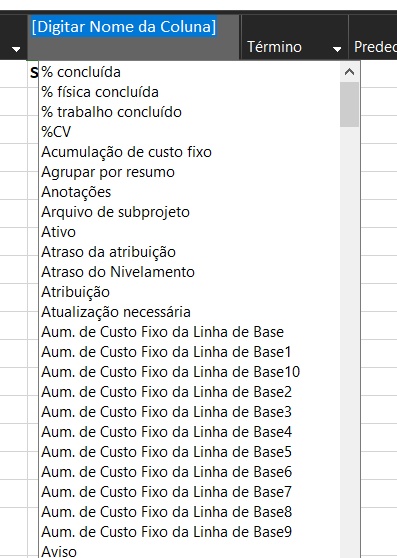 [Digitar Nome da Coluna]
Término
Predec
S
% concluída
% física concluída
% trabalho concluído
%CV
Acumulação de custo fixo
Agrupar por resumo
Anotações
Arquivo de subprojeto
Ativo
Atraso da atribuição
Atraso do Nivelamento
Atribuição
Atualização necessária
Aum. de Custo Fixo da Linha de Base
Aum. de Custo Fixo da Linha de Base1
Aum. de Custo Fixo da Linha de Base10
Aum. de Custo Fixo da Linha de Base2
Aum. de Custo Fixo da Linha de Base3
Aum. de Custo Fixo da Linha de Base4
Aum. de Custo Fixo da Linha de Base5
Aum. de Custo Fixo da Linha de Base6
Aum. de Custo Fixo da Linha de Base7
Aum. de Custo Fixo da Linha de Base8
Aum. de Custo Fixo da Linha de Base9
Aviso